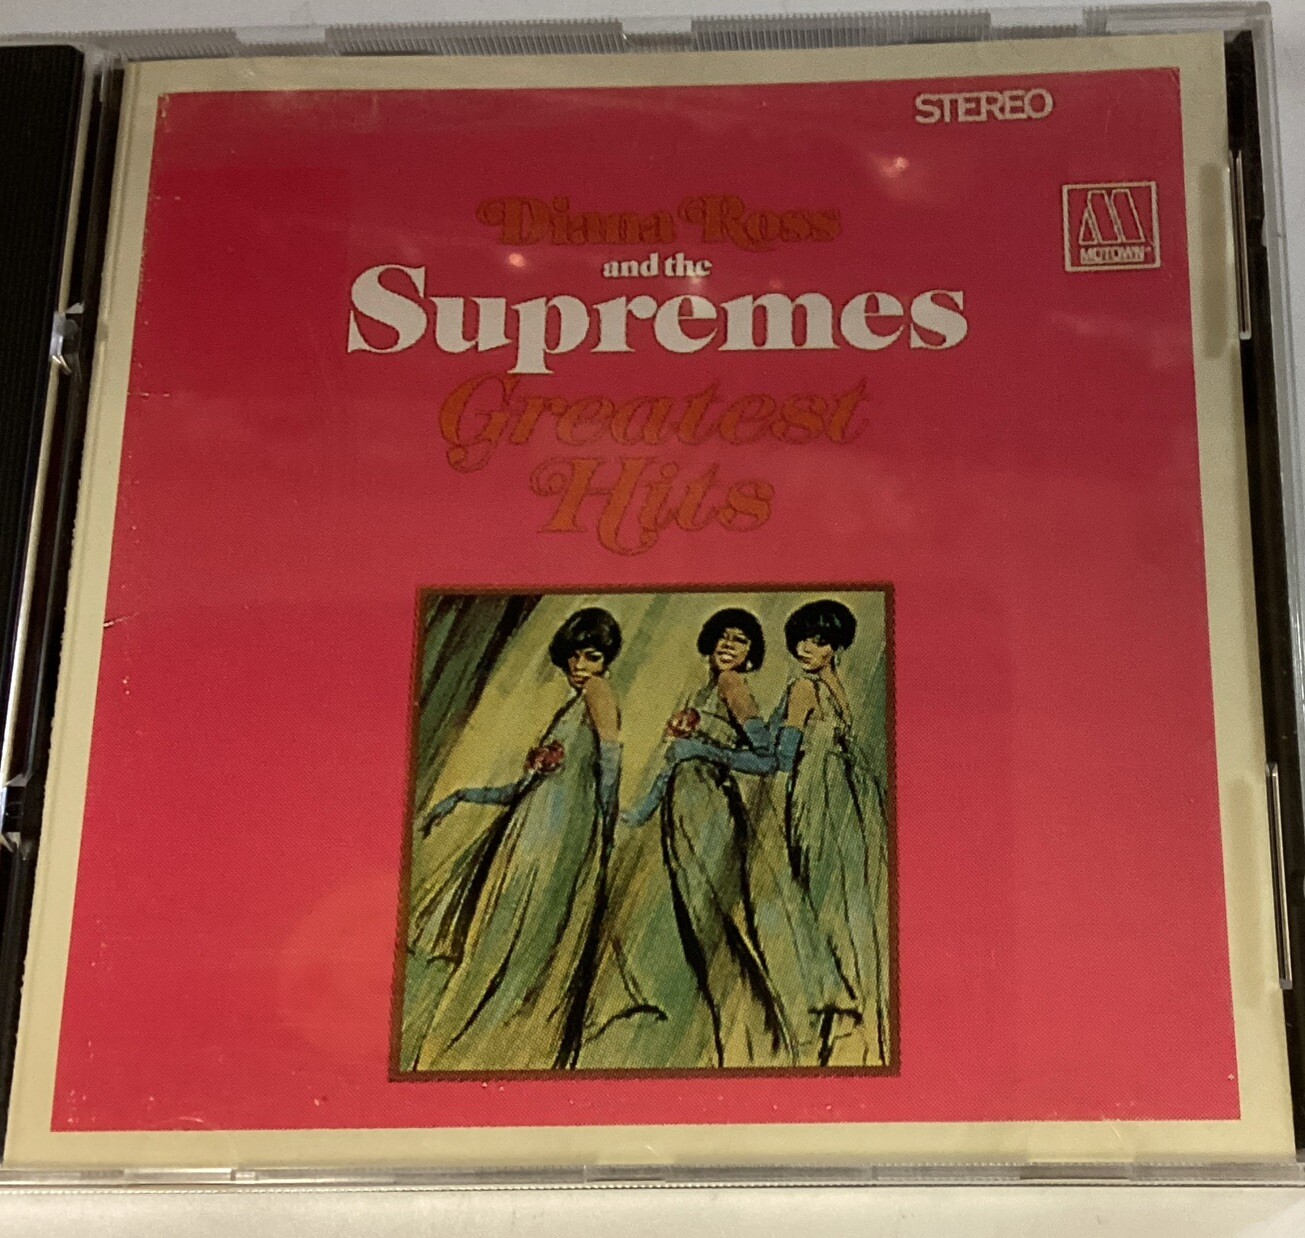 STEREO
Diana Ross
and the
Supremes
Greatest
Hits
MOTOWN